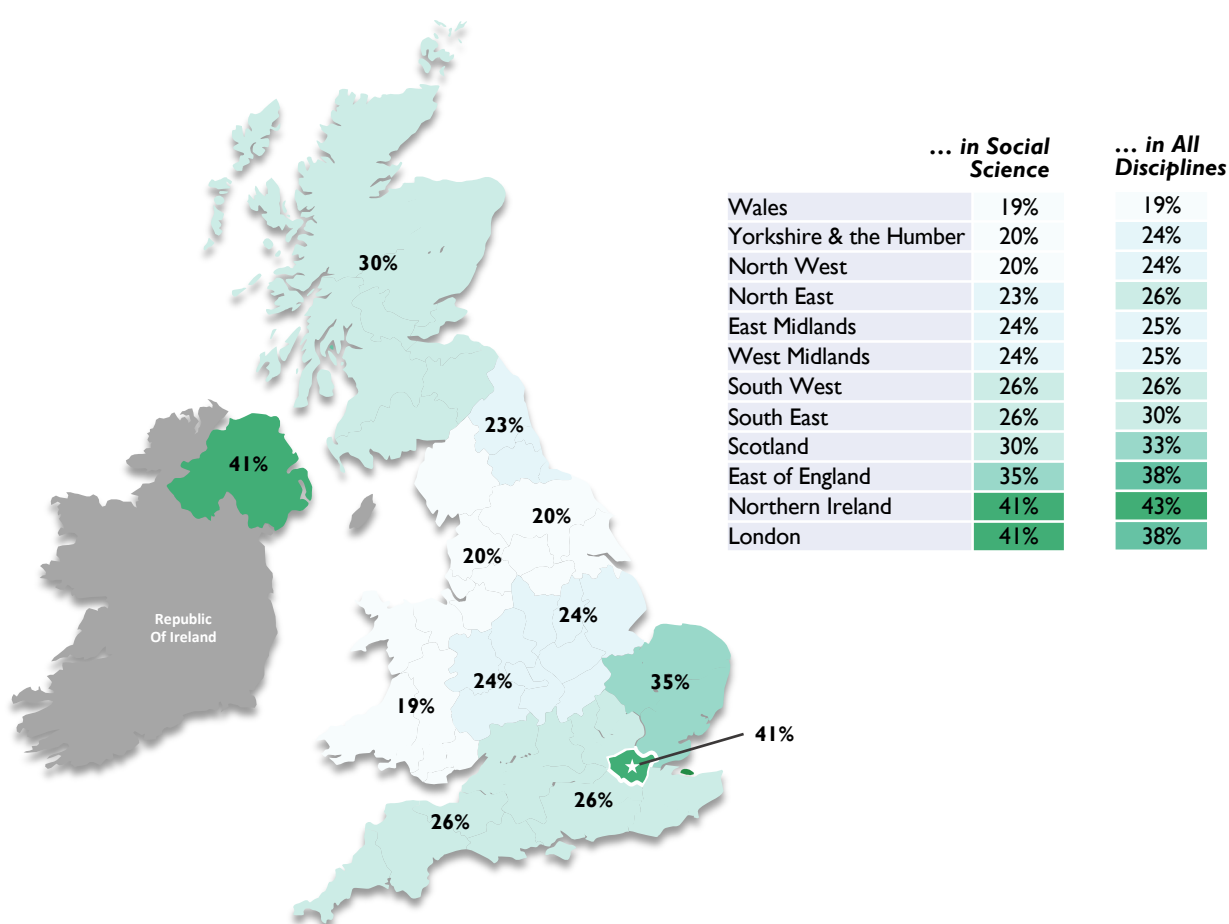 30%
23%
41%
20%
20%
24%
Republic
Of Ireland
24%
35%
19%
41%
26%
26%
... in Social
Science
... in All
Disciplines
Wales 19% 19%
Yorkshire & the Humber 20% 24%
North West 20% 24%
North East 23% 26%
East Midlands 24% 25%
West Midlands 24% 25%
South West 26% 26%
South East 26% 30%
Scotland 30% 33%
East of England 35% 38%
Northern Ireland 41% 43%
London 41% 38%